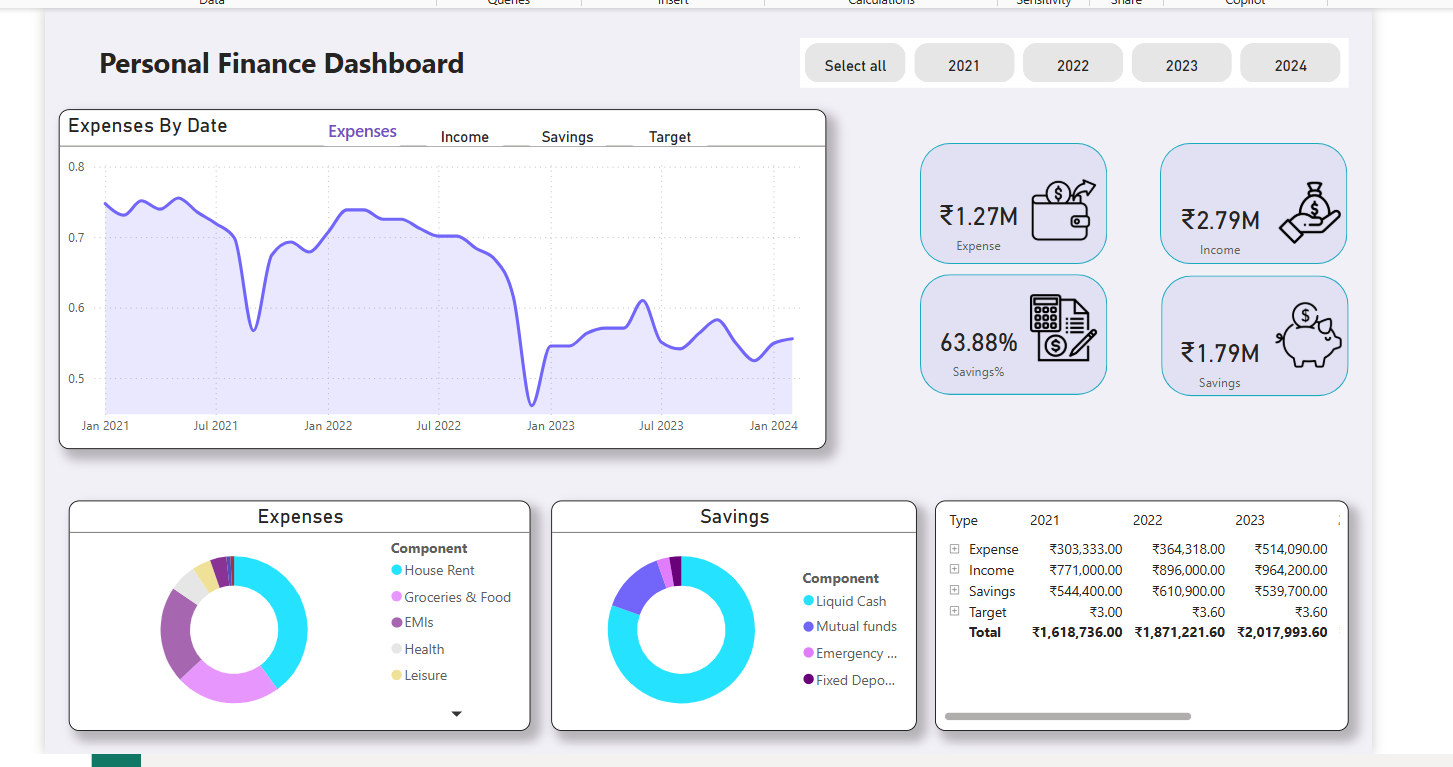 Data Queries Insert Calculations Sensitivity Share Copilot
Personal Finance Dashboard
Select all 2021 2022 2023 2024
Expenses By Date
Expenses Income Savings Target
0.8
0.7
0.6
0.5
Jan 2021 Jul 2021 Jan 2022 Jul 2022 Jan 2023 Jul 2023 Jan 2024
₹1.27M
Expense
₹2.79M
Income
63.88%
Savings%
₹1.79M
Savings
Expenses
Component
House Rent
Groceries & Food
EMIs
Health
Leisure
Savings
Component
Liquid Cash
Mutual funds
Emergency ...
Fixed Depo...
Type 2021 2022 2023
Expense ₹303,333.00 ₹364,318.00 ₹514,090.00
Income ₹771,000.00 ₹896,000.00 ₹964,200.00
Savings ₹544,400.00 ₹610,900.00 ₹539,700.00
Target ₹3.00 ₹3.60 ₹3.60
Total ₹1,618,736.00 ₹1,871,221.60 ₹2,017,993.60